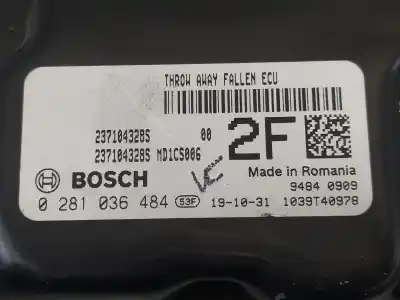 THROW AWAY FALLEN ECU
237104328S 00
237104328S MD1CS006 2F
BOSCH Made in Romania
9484 0909
0 281 036 484 53F 19-10-31 1039T40978